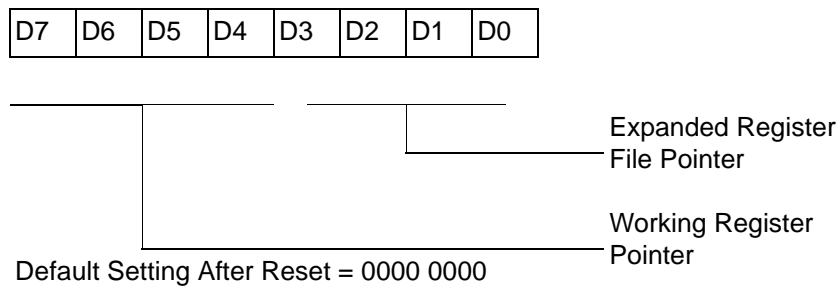 D7 D6 D5 D4 D3 D2 D1 D0
Expanded Register
File Pointer
Working Register
Pointer
Default Setting After Reset = 0000 0000